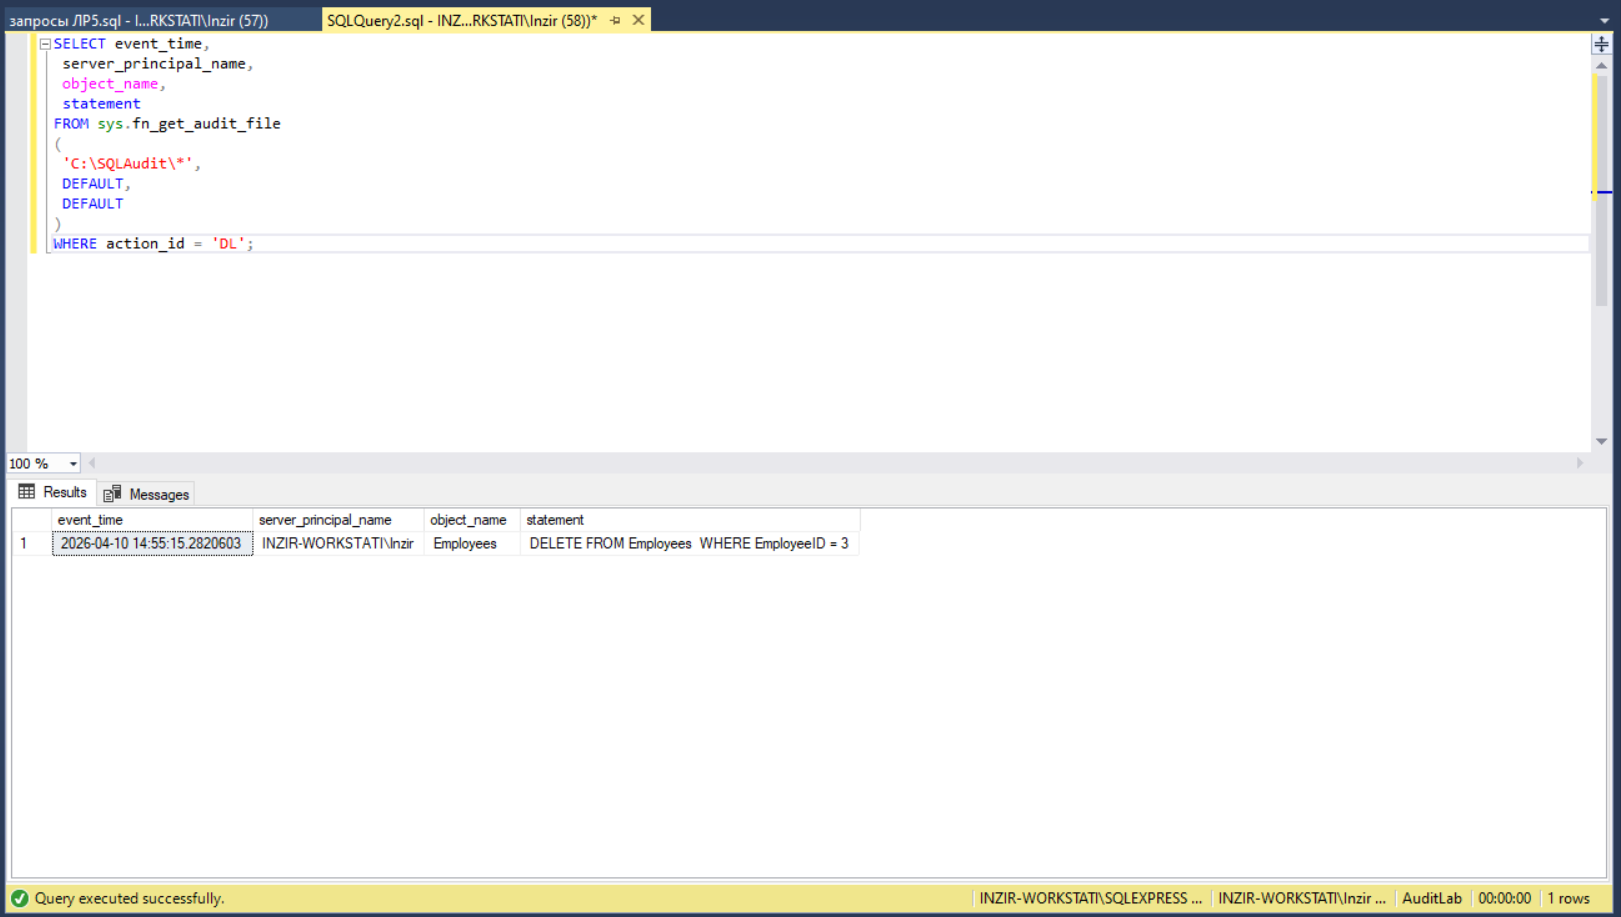 запросы ЛР5.sql - I...RKSTATI\Inzir (57))
SQLQuery2.sql - INZ...RKSTATI\Inzir (58))*
SELECT event_time,
server_principal_name,
object_name,
statement
FROM sys.fn_get_audit_file
(
'C:\SQLAudit\*',
DEFAULT,
DEFAULT
)
WHERE action_id = 'DL';
100 %
Results
Messages
event_time server_principal_name object_name statement
1 2026-04-10 14:55:15.2820603 INZIR-WORKSTATI\Inzir Employees DELETE FROM Employees  WHERE EmployeeID = 3
Query executed successfully.
INZIR-WORKSTATI\SQLEXPRESS ... INZIR-WORKSTATI\Inzir ... AuditLab 00:00:00 1 rows